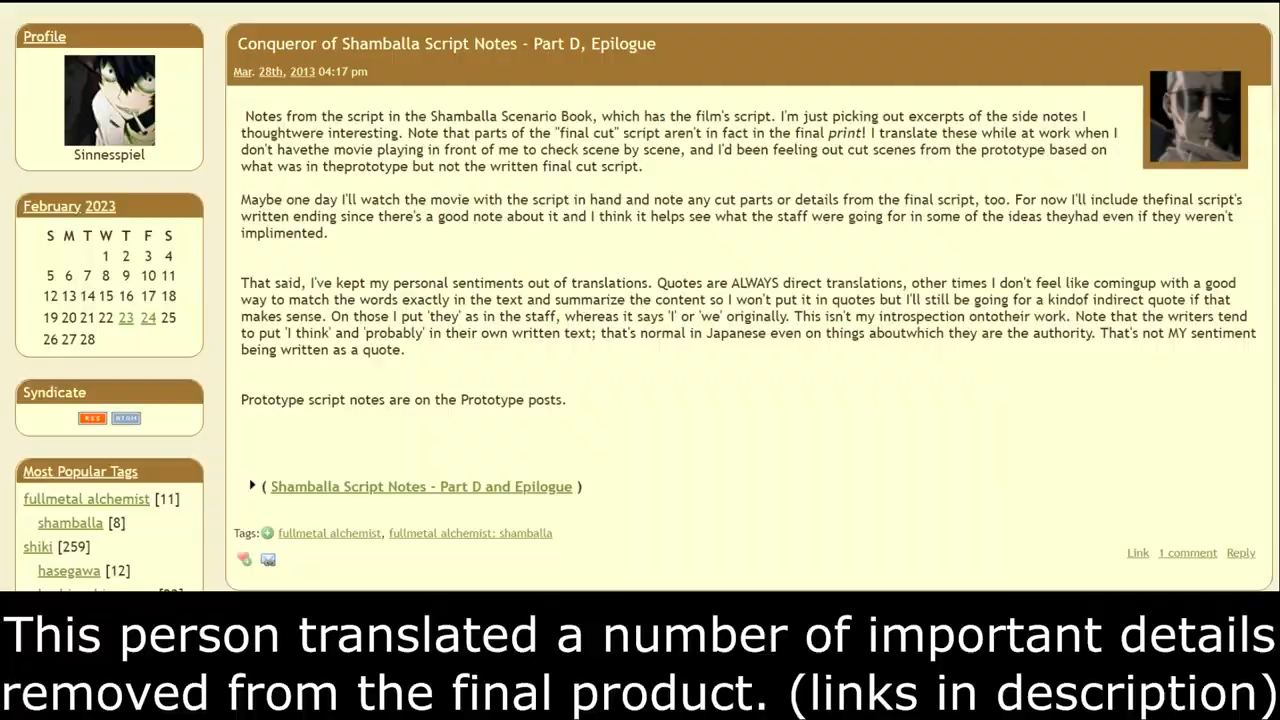 Profile
Sinnesspiel
February 2023
S M T W T F S
1 2 3 4
5 6 7 8 9 10 11
12 13 14 15 16 17 18
19 20 21 22 23 24 25
26 27 28
Syndicate
RSS ATOM
Most Popular Tags
fullmetal alchemist [11]
shamballa [8]
shiki [259]
hasegawa [12]
Conqueror of Shamballa Script Notes - Part D, Epilogue
Mar. 28th, 2013 04:17 pm
Notes from the script in the Shamballa Scenario Book, which has the film's script. I'm just picking out excerpts of the side notes I
thoughtwere interesting. Note that parts of the "final cut" script aren't in fact in the final print! I translate these while at work when I
don't havethe movie playing in front of me to check scene by scene, and I'd been feeling out cut scenes from the prototype based on
what was in theprototype but not the written final cut script.
Maybe one day I'll watch the movie with the script in hand and note any cut parts or details from the final script, too. For now I'll include thefinal script's
written ending since there's a good note about it and I think it helps see what the staff were going for in some of the ideas theyhad even if they weren't
implimented.
That said, I've kept my personal sentiments out of translations. Quotes are ALWAYS direct translations, other times I don't feel like comingup with a good
way to match the words exactly in the text and summarize the content so I won't put it in quotes but I'll still be going for a kindof indirect quote if that
makes sense. On those I put 'they' as in the staff, whereas it says 'I' or 'we' originally. This isn't my introspection ontotheir work. Note that the writers tend
to put 'I think' and 'probably' in their own written text; that's normal in Japanese even on things aboutwhich they are the authority. That's not MY sentiment
being written as a quote.
Prototype script notes are on the Prototype posts.
( Shamballa Script Notes - Part D and Epilogue )
Tags: fullmetal alchemist, fullmetal alchemist: shamballa
Link 1 comment Reply
This person translated a number of important details
removed from the final product. (links in description)